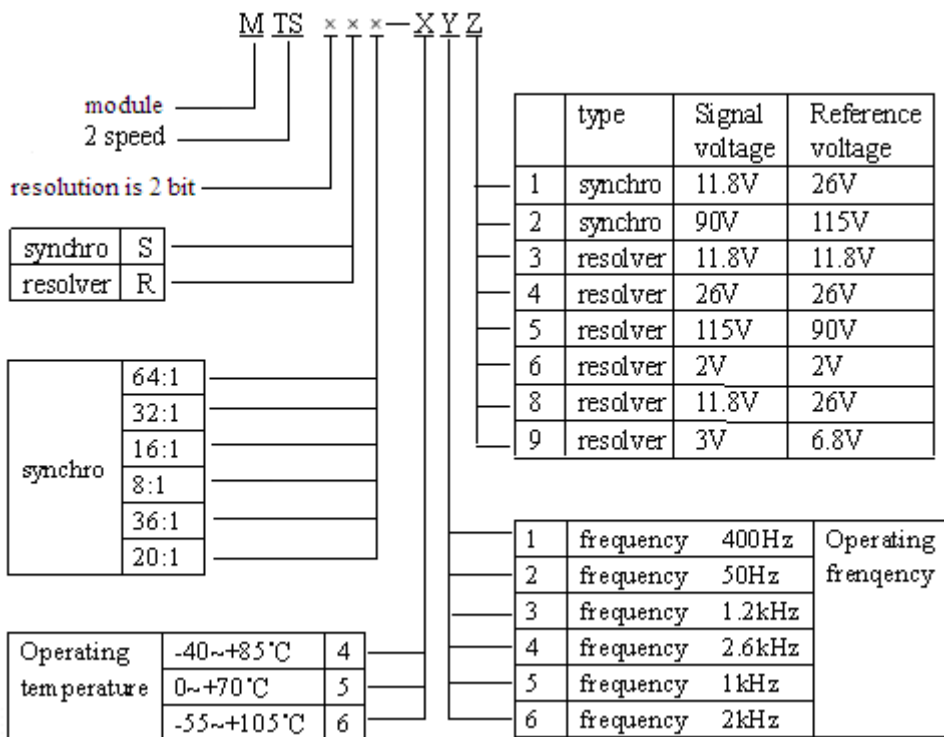 M TS × × ×—X Y Z
module
2 speed
resolution is 2 bit
synchro S
resolver R
synchro
64:1
32:1
16:1
8:1
36:1
20:1
Operating temperature
-40~+85℃ 4
0~+70℃ 5
-55~+105℃ 6
type Signal voltage Reference voltage
1 synchro 11.8V 26V
2 synchro 90V 115V
3 resolver 11.8V 11.8V
4 resolver 26V 26V
5 resolver 115V 90V
6 resolver 2V 2V
8 resolver 11.8V 26V
9 resolver 3V 6.8V
1 frequency 400Hz
2 frequency 50Hz
3 frequency 1.2kHz
4 frequency 2.6kHz
5 frequency 1kHz
6 frequency 2kHz
Operating
frenqency